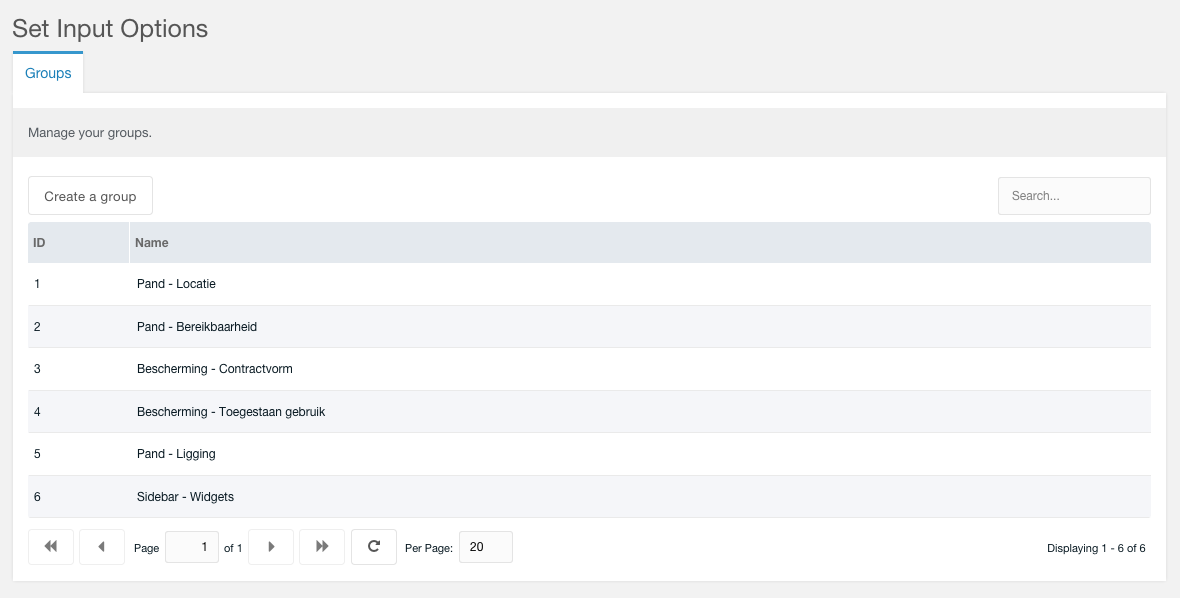 Set Input Options
Groups
Manage your groups.
Create a group
Search...
ID Name
1 Pand - Locatie
2 Pand - Bereikbaarheid
3 Bescherming - Contractvorm
4 Bescherming - Toegestaan gebruik
5 Pand - Ligging
6 Sidebar - Widgets
Page 1 of 1 Per Page: 20 Displaying 1 - 6 of 6